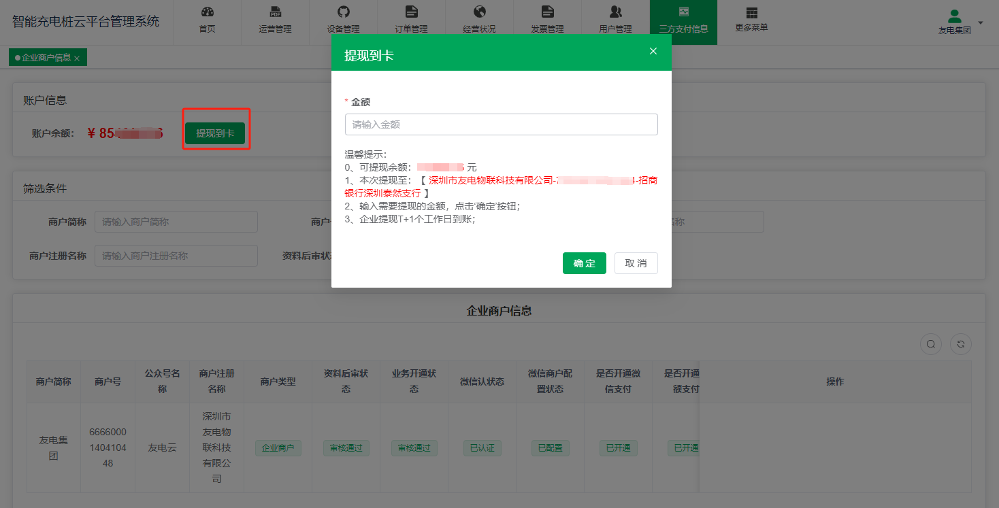 智能充电桩云平台管理系统
首页
运营管理
设备管理
订单管理
经营状况
发票管理
用户管理
三方支付信息
更多菜单
友电集团
企业商户信息
账户信息
账户余额：
¥ 85
提现到卡
筛选条件
商户简称
请输入商户简称
商户
名称
商户注册名称
请输入商户注册名称
资料后审状
提现到卡
* 金额
请输入金额
温馨提示：
0、可提现余额： 元
1、本次提现至：【 深圳市友电物联科技有限公司-7 4-招商
银行深圳泰然支行 】
2、输入需要提现的金额，点击'确定'按钮；
3、企业提现T+1个工作日到账；
确 定
取 消
企业商户信息
商户简称
商户号
公众号名
称
商户注册
名称
商户类型
资料后审状
态
业务开通状
态
微信认状态
微信商户配
置状态
是否开通微
信支付
是否开通
额支付
操作
友电集
团
6666000
1404104
48
友电云
深圳市
友电物
联科技
有限公
司
企业商户
审核通过
审核通过
已认证
已配置
已开通
已开通